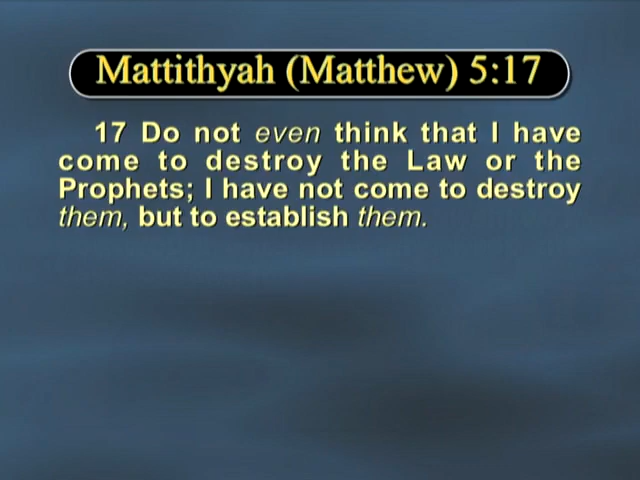 Mattithyah (Matthew) 5:17
17 Do not even think that I have
come to destroy the Law or the
Prophets; I have not come to destroy
them, but to establish them.